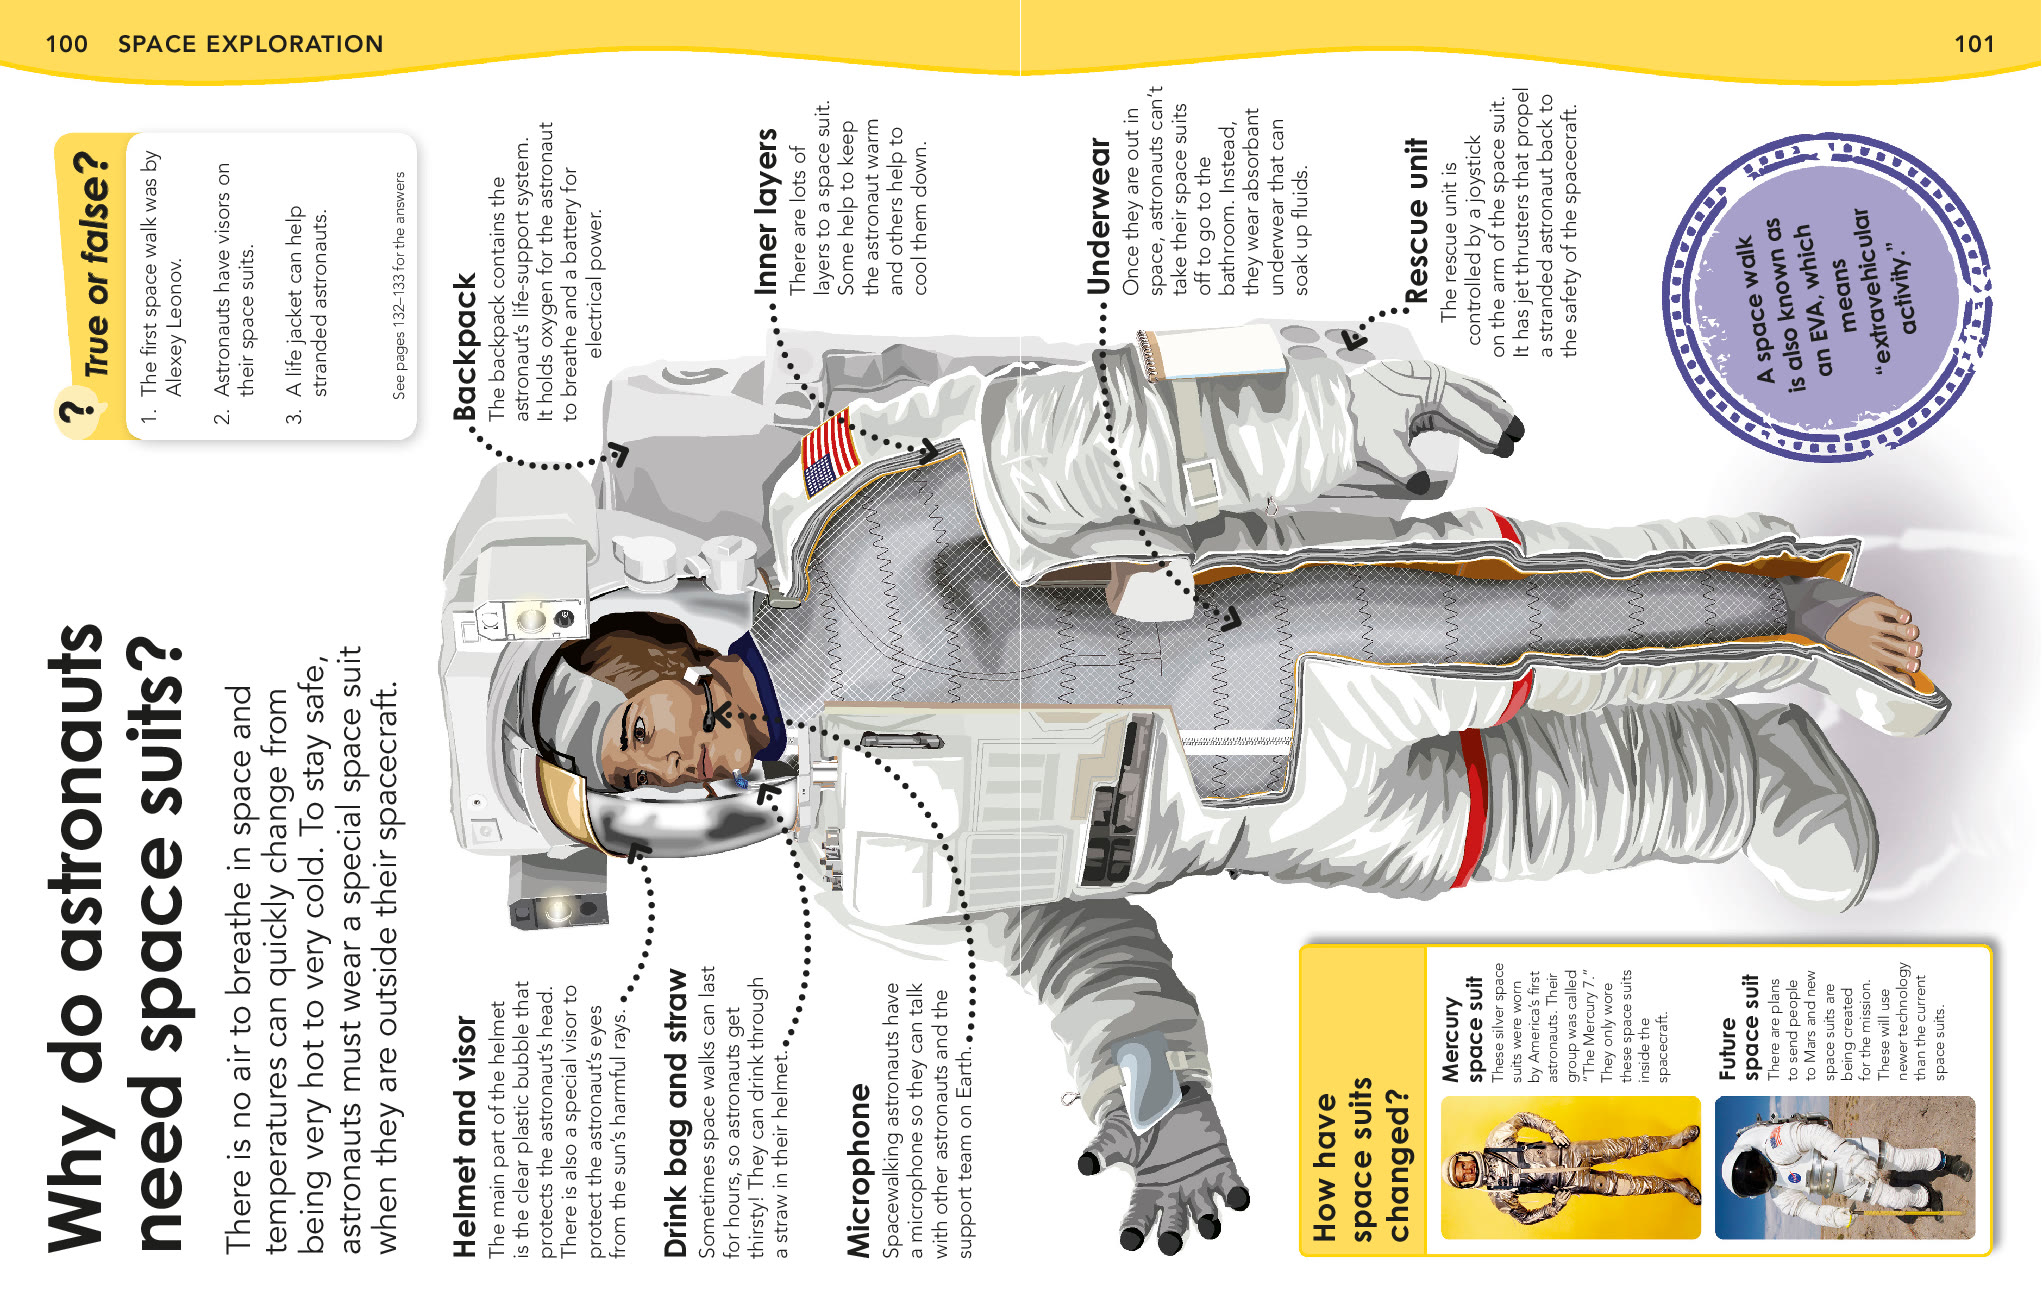 100 SPACE EXPLORATION
101
Why do astronauts
need space suits?
There is no air to breathe in space and
temperatures can quickly change from
being very hot to very cold. To stay safe,
astronauts must wear a special space suit
when they are outside their spacecraft.
? True or false?
1. The first space walk was by
Alexey Leonov.
2. Astronauts have visors on
their space suits.
3. A life jacket can help
stranded astronauts.
See pages 132–133 for the answers
Helmet and visor
The main part of the helmet
is the clear plastic bubble that
protects the astronaut's head.
There is also a special visor to
protect the astronaut's eyes
from the sun's harmful rays.
Drink bag and straw
Sometimes space walks can last
for hours, so astronauts get
thirsty! They can drink through
a straw in their helmet.
Microphone
Spacewalking astronauts have
a microphone so they can talk
with other astronauts and the
support team on Earth.
Backpack
The backpack contains the
astronaut's life-support system.
It holds oxygen for the astronaut
to breathe and a battery for
electrical power.
Inner layers
There are lots of
layers to a space suit.
Some help to keep
the astronaut warm
and others help to
cool them down.
Underwear
Once they are out in
space, astronauts can't
take their space suits
off to go to the
bathroom. Instead,
they wear absorbant
underwear that can
soak up fluids.
Rescue unit
The rescue unit is
controlled by a joystick
on the arm of the space suit.
It has jet thrusters that propel
a stranded astronaut back to
the safety of the spacecraft.
How have
space suits
changed?
Mercury
space suit
These silver space
suits were worn
by America's first
astronauts. Their
group was called
"The Mercury 7."
They only wore
these space suits
inside the
spacecraft.
Future
space suit
There are plans
to send people
to Mars and new
space suits are
being created
for the mission.
These will use
newer technology
than the current
space suits.
A space walk
is also known as
an EVA, which
means
"extravehicular
activity."